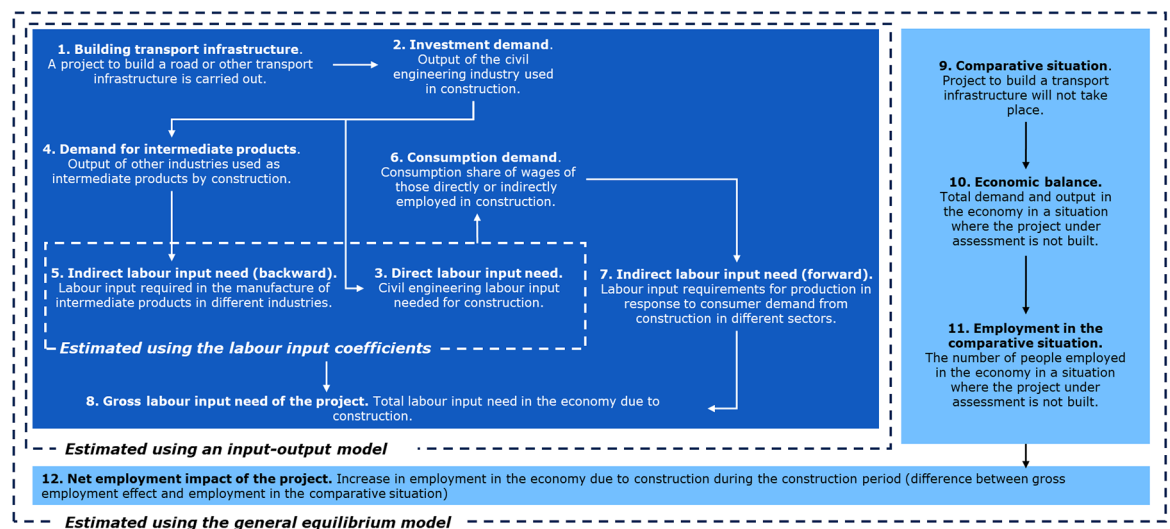 1. Building transport infrastructure.
A project to build a road or other transport
infrastructure is carried out.
2. Investment demand.
Output of the civil
engineering industry used
in construction.
4. Demand for intermediate products.
Output of other industries used as
intermediate products by construction.
6. Consumption demand.
Consumption share of wages of
those directly or indirectly
employed in construction.
5. Indirect labour input need (backward).
Labour input required in the manufacture of
intermediate products in different industries.
3. Direct labour input need.
Civil engineering labour input
needed for construction.
7. Indirect labour input need (forward).
Labour input requirements for production in
response to consumer demand from
construction in different sectors.
Estimated using the labour input coefficients
8. Gross labour input need of the project. Total labour input need in the economy due to
construction.
Estimated using an input–output model
9. Comparative situation.
Project to build a transport
infrastructure will not take
place.
10. Economic balance.
Total demand and output in
the economy in a situation
where the project under
assessment is not built.
11. Employment in the
comparative situation.
The number of people employed
in the economy in a situation
where the project under
assessment is not built.
12. Net employment impact of the project. Increase in employment in the economy due to construction during the construction period (difference between gross
employment effect and employment in the comparative situation)
Estimated using the general equilibrium model